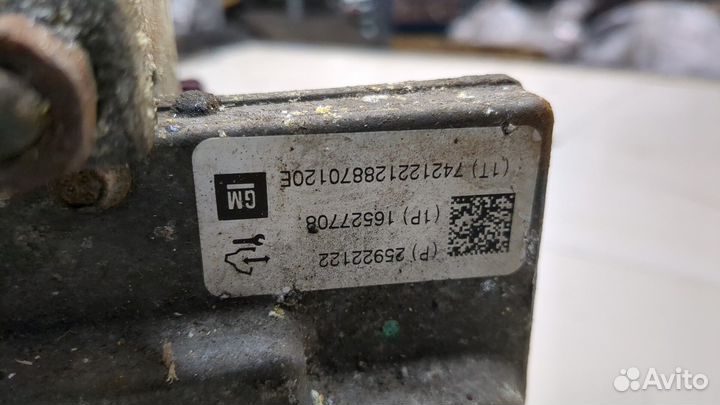 (P) 25922122
(1P) 16527708
GM
(1T) 742122128870120E
Avito